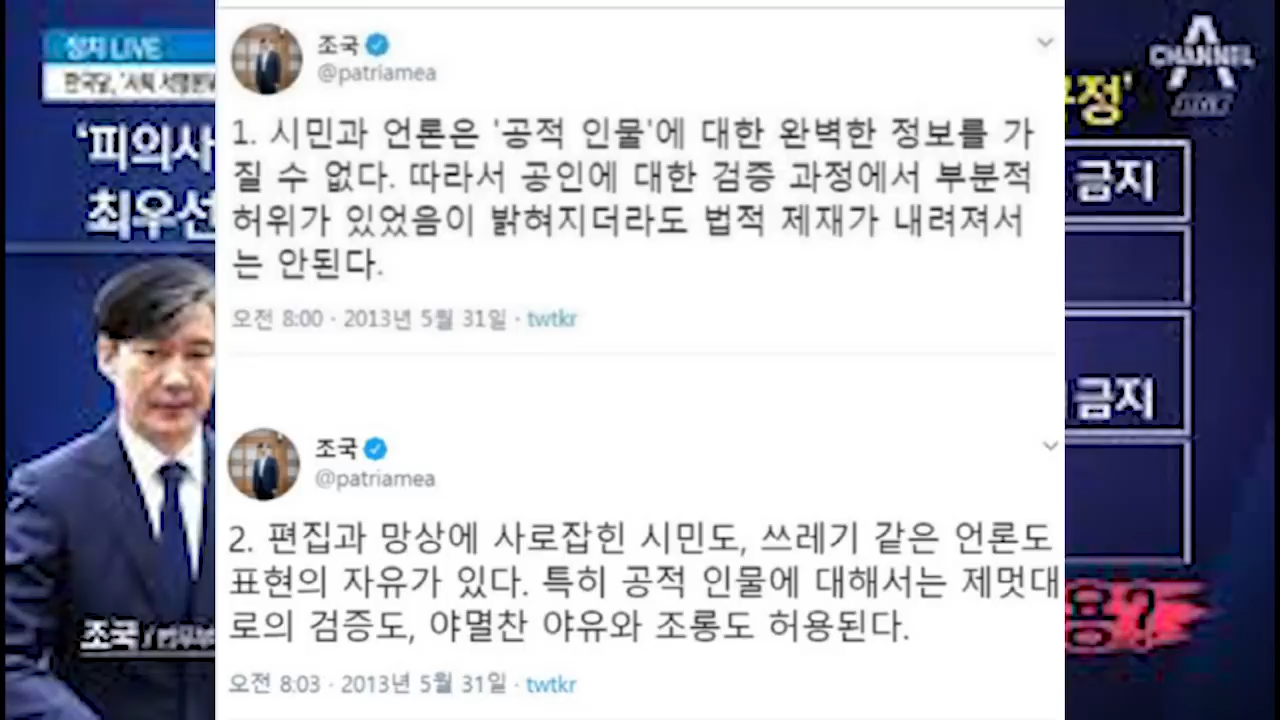 정치 LIVE
한국당,
'피의사
최우선
조국
CHANNEL A
LIVE
정'
금지
금지
용?
조국
@patriamea
1. 시민과 언론은 '공적 인물'에 대한 완벽한 정보를 가
질 수 없다. 따라서 공인에 대한 검증 과정에서 부분적
허위가 있었음이 밝혀지더라도 법적 제재가 내려져서
는 안된다.
오전 8:00 · 2013년 5월 31일 · twtkr
조국
@patriamea
2. 편집과 망상에 사로잡힌 시민도, 쓰레기 같은 언론도
표현의 자유가 있다. 특히 공적 인물에 대해서는 제멋대
로의 검증도, 야멸찬 야유와 조롱도 허용된다.
오전 8:03 · 2013년 5월 31일 · twtkr